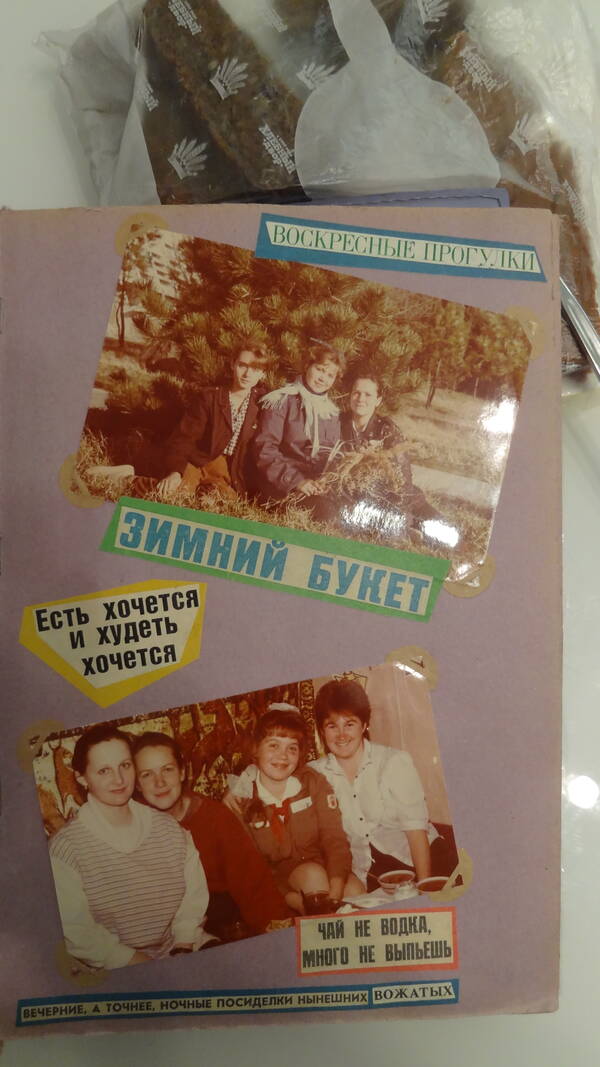 ВОСКРЕСНЫЕ ПРОГУЛКИ
ЗИМНИЙ БУКЕТ
Есть хочется
и худеть
хочется
ЧАЙ НЕ ВОДКА,
МНОГО НЕ ВЫПЬЕШЬ
ВЕЧЕРНИЕ, А ТОЧНЕЕ, НОЧНЫЕ ПОСИДЕЛКИ НЫНЕШНИХ ВОЖАТЫХ